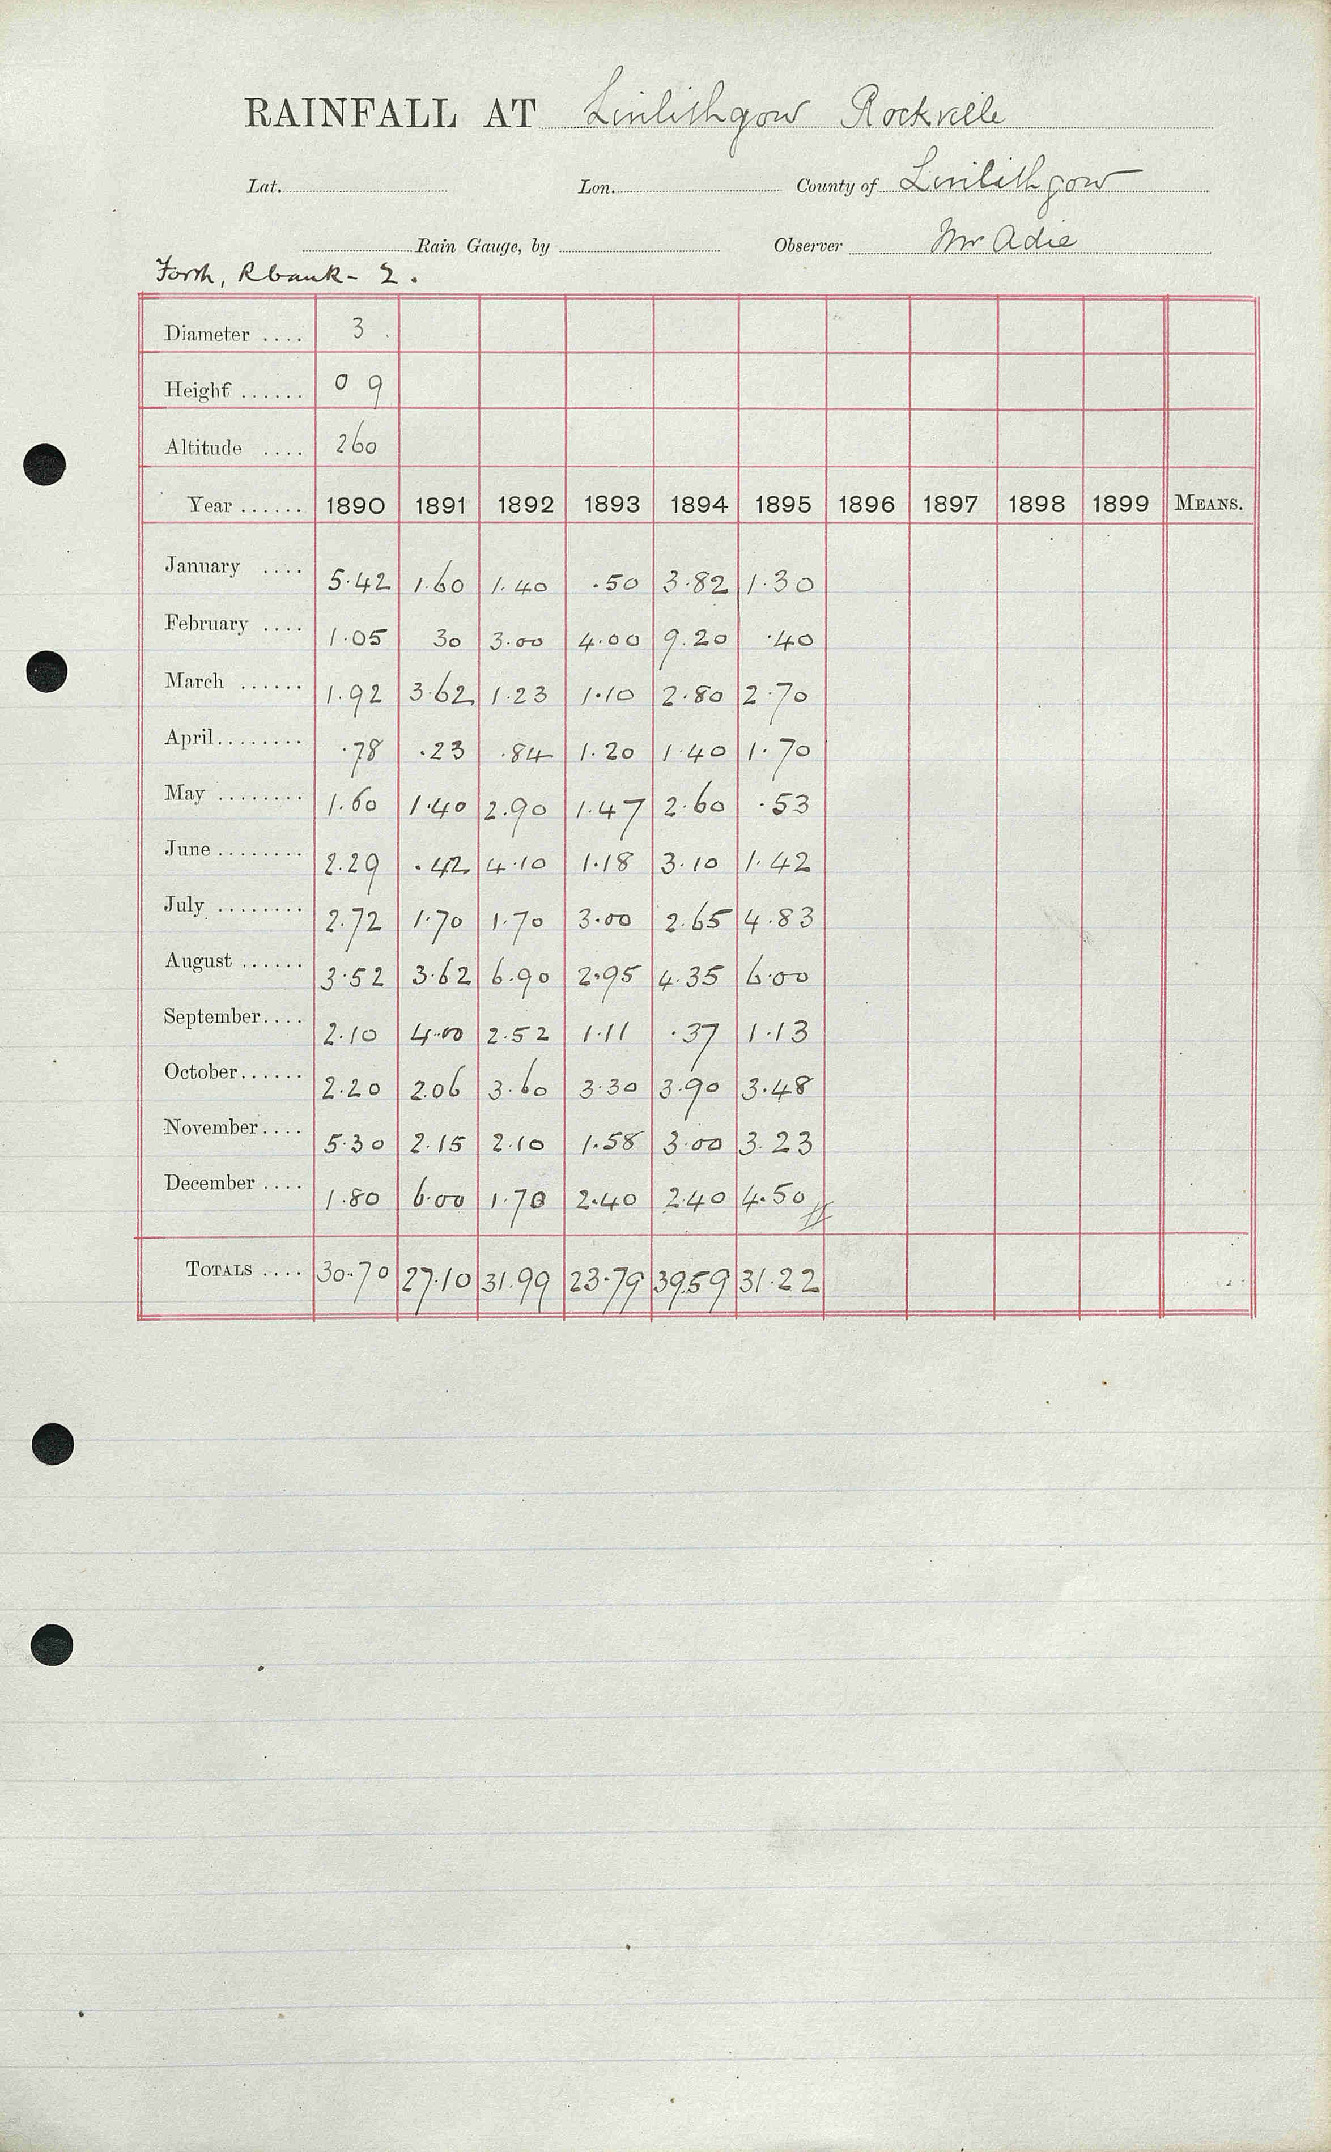 RAINFALL AT Linlithgow Rockville
Lat. Lon. County of Linlithgow
Rain Gauge, by Observer Mr Adie
Forth, Rbank - 2.
Diameter .... 3
Height ...... 0 9
Altitude .... 260
Year ...... 1890 1891 1892 1893 1894 1895 1896 1897 1898 1899 MEANS.
January .... 5.42 1.60 1.40 .50 3.82 1.30
February .... 1.05 30 3.00 4.00 9.20 .40
March ...... 1.92 3.62 1.23 1.10 2.80 2.70
April ........ .78 .23 .84 1.20 1.40 1.70
May ........ 1.60 1.40 2.90 1.47 2.60 .53
June ........ 2.29 .42 4.10 1.18 3.10 1.42
July ........ 2.72 1.70 1.70 3.00 2.65 4.83
August ...... 3.52 3.62 6.90 2.95 4.35 6.00
September .... 2.10 4.00 2.52 1.11 .37 1.13
October ...... 2.20 2.06 3.60 3.30 3.90 3.48
November .... 5.30 2.15 2.10 1.58 3.00 3.23
December .... 1.80 6.00 1.70 2.40 2.40 4.50
TOTALS .... 30.70 27.10 31.99 23.79 39.59 31.22